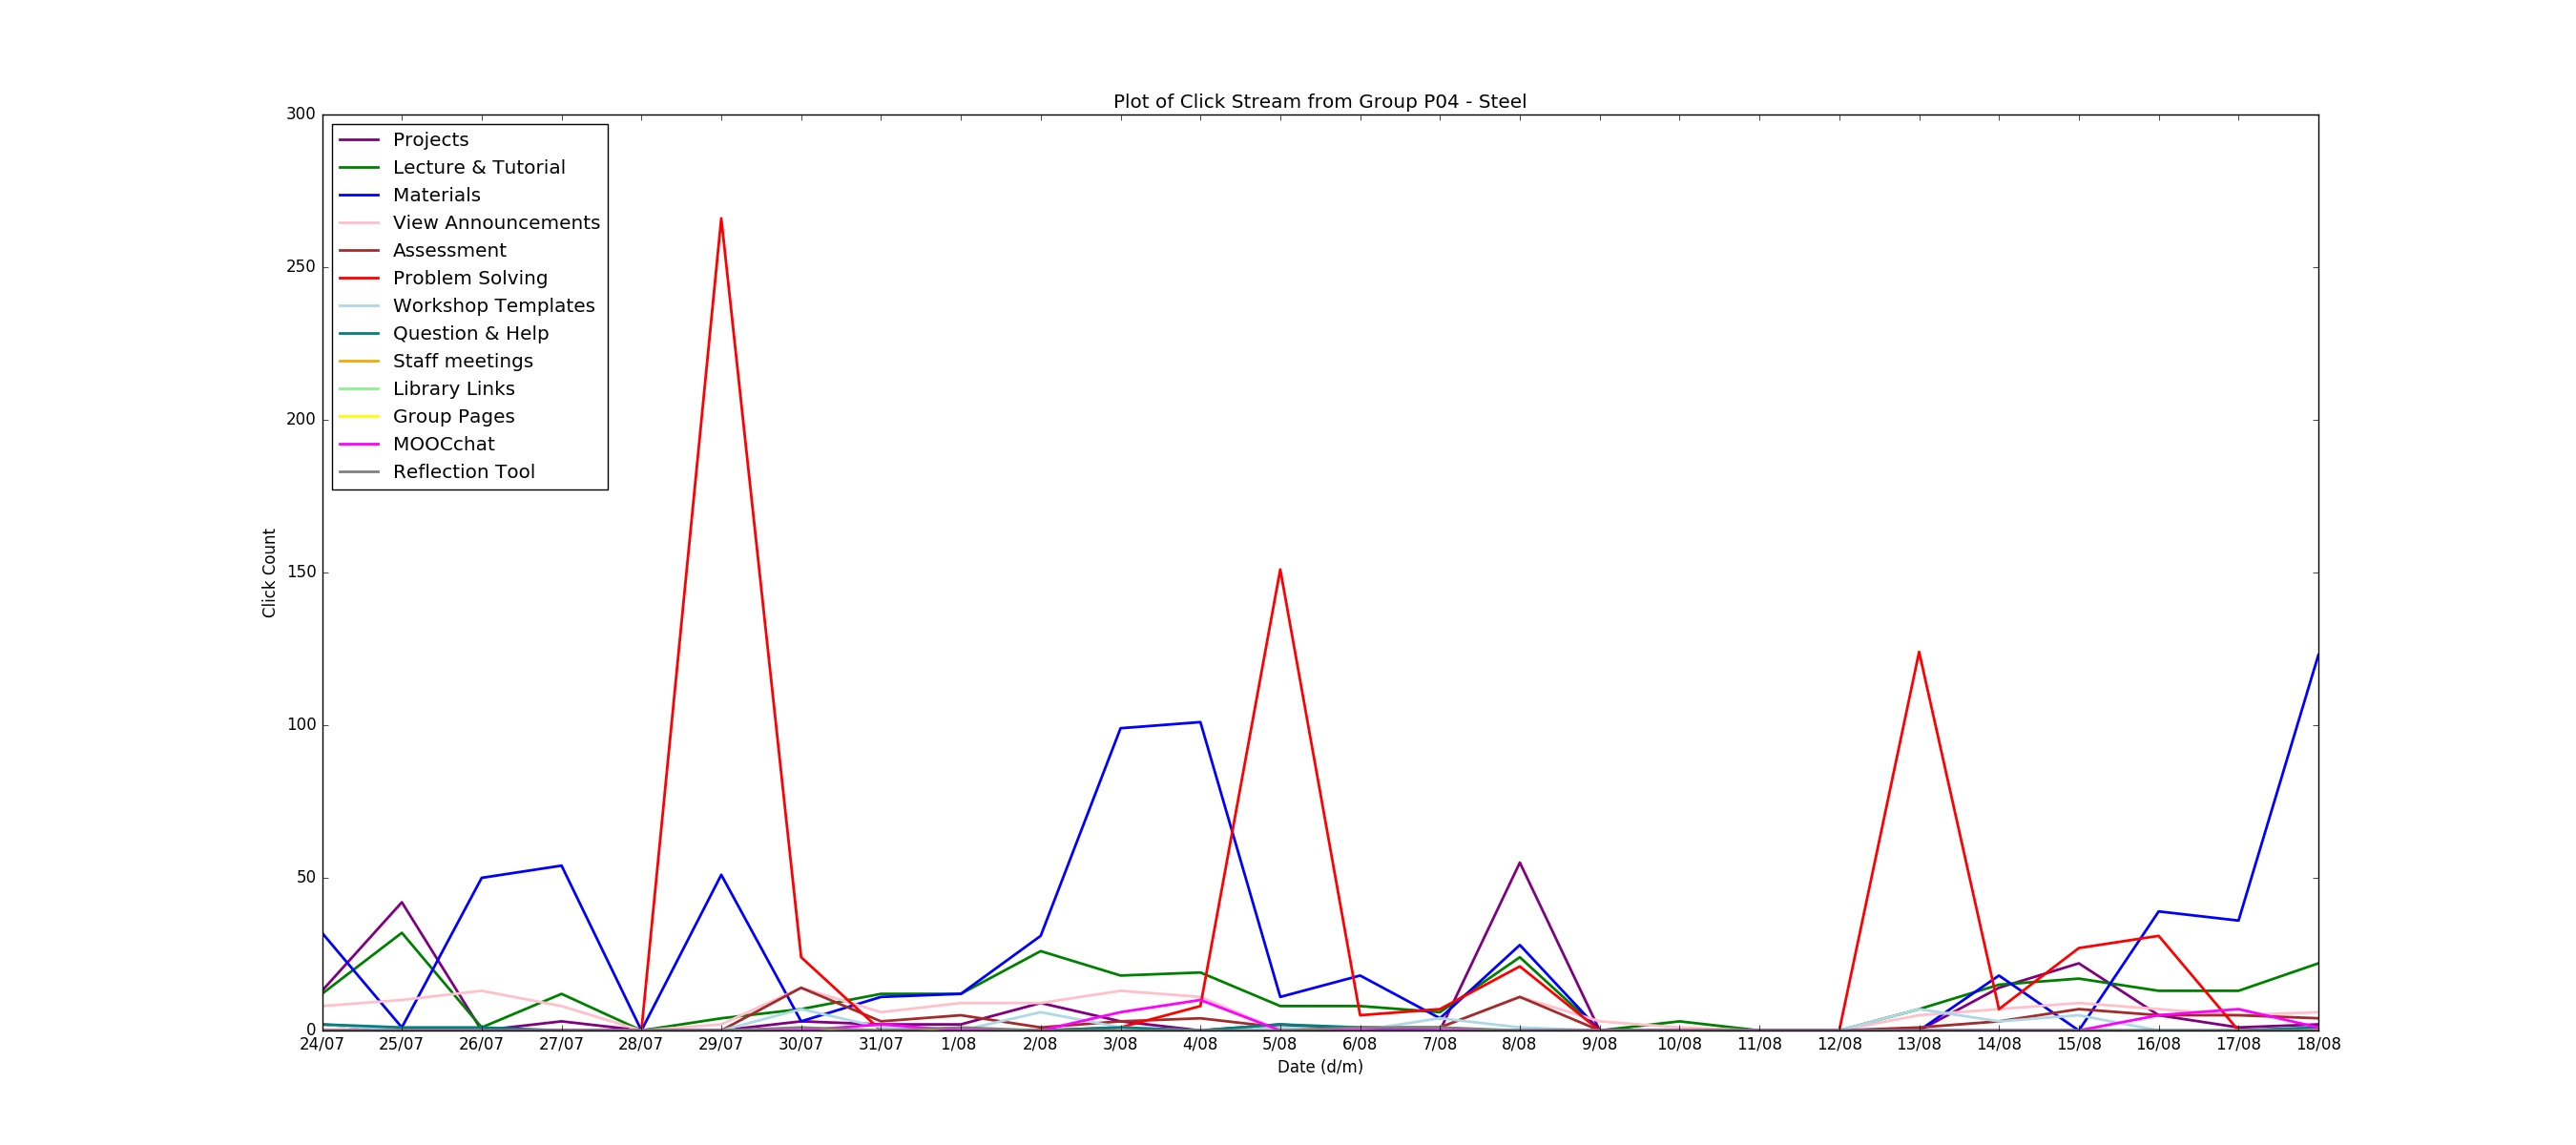 Plot of Click Stream from Group P04 - Steel
300
250
200
150
100
50
0
Click Count
Projects
Lecture & Tutorial
Materials
View Announcements
Assessment
Problem Solving
Workshop Templates
Question & Help
Staff meetings
Library Links
Group Pages
MOOCchat
Reflection Tool
24/07 25/07 26/07 27/07 28/07 29/07 30/07 31/07 1/08 2/08 3/08 4/08 5/08 6/08 7/08 8/08 9/08 10/08 11/08 12/08 13/08 14/08 15/08 16/08 17/08 18/08
Date (d/m)